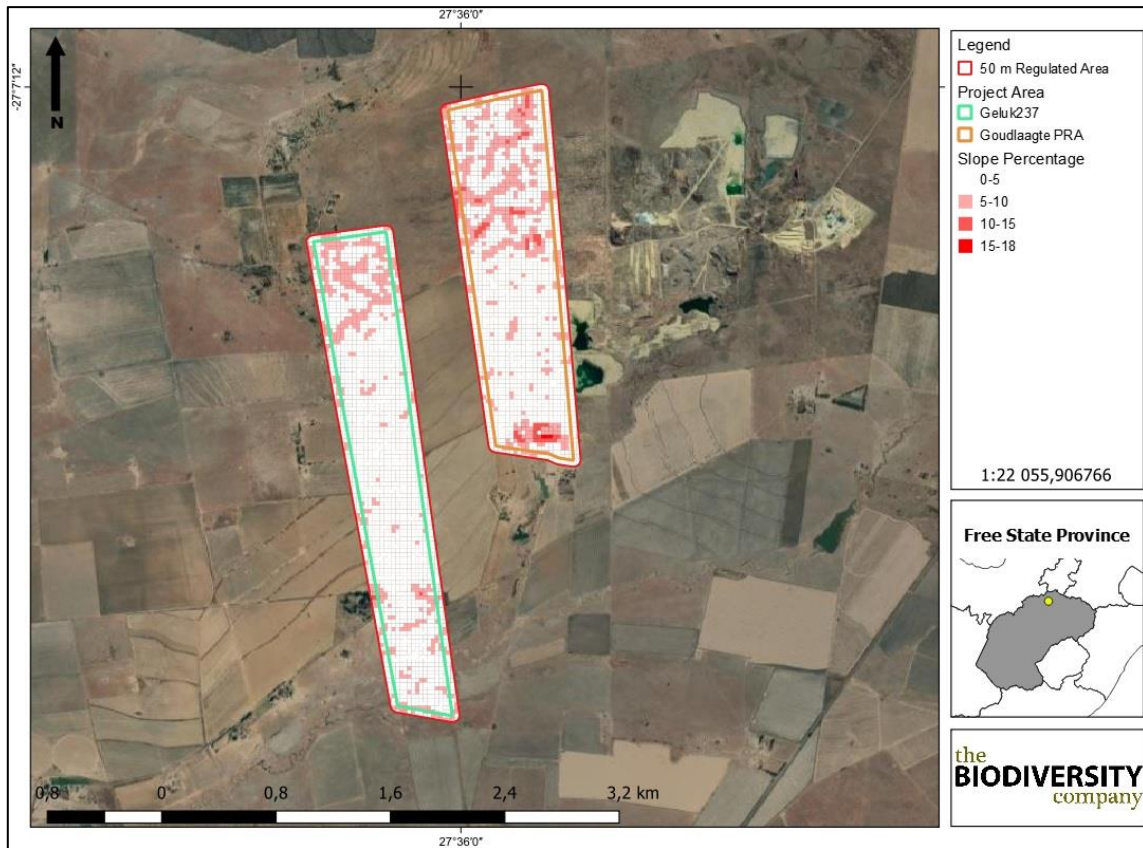 27°36'0"
-27°7'12"
N
0,8 0 0,8 1,6 2,4 3,2 km
27°36'0"
Legend
50 m Regulated Area
Project Area
Geluk237
Goudlaagte PRA
Slope Percentage
0-5
5-10
10-15
15-18
1:22 055,906766
Free State Province
the
BIODIVERSITY
company